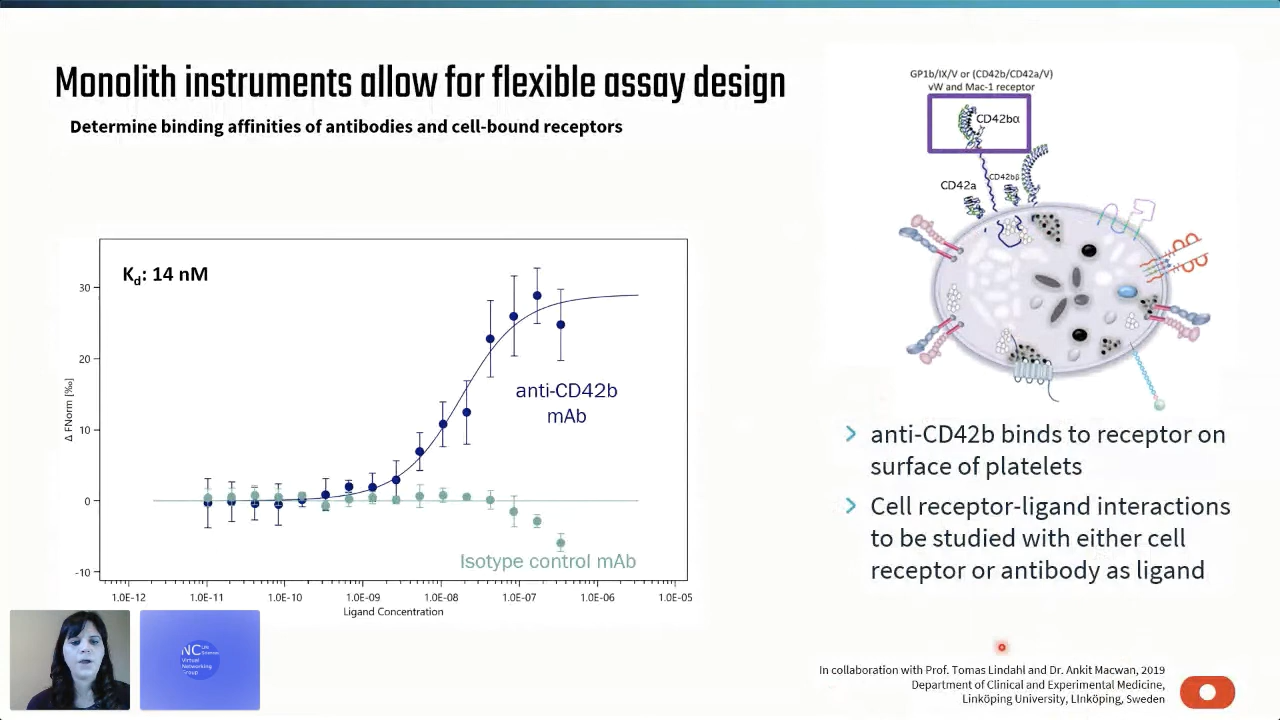 Monolith instruments allow for flexible assay design
Determine binding affinities of antibodies and cell-bound receptors
GP1b/IX/V or (CD42b/CD42a/V)
vW and Mac-1 receptor
CD42bα
CD42bβ
CD42a
Kd: 14 nM
30
20
10
0
-10
Δ FNorm [‰]
anti-CD42b
mAb
Isotype control mAb
1.0E-12 1.0E-11 1.0E-10 1.0E-09 1.0E-08 1.0E-07 1.0E-06 1.0E-05
Ligand Concentration
anti-CD42b binds to receptor on
surface of platelets
Cell receptor-ligand interactions
to be studied with either cell
receptor or antibody as ligand
NC Life
Sciences
Virtual
Networking
Group
In collaboration with Prof. Tomas Lindahl and Dr. Ankit Macwan, 2019
Department of Clinical and Experimental Medicine,
Linköping University, LInköping, Sweden